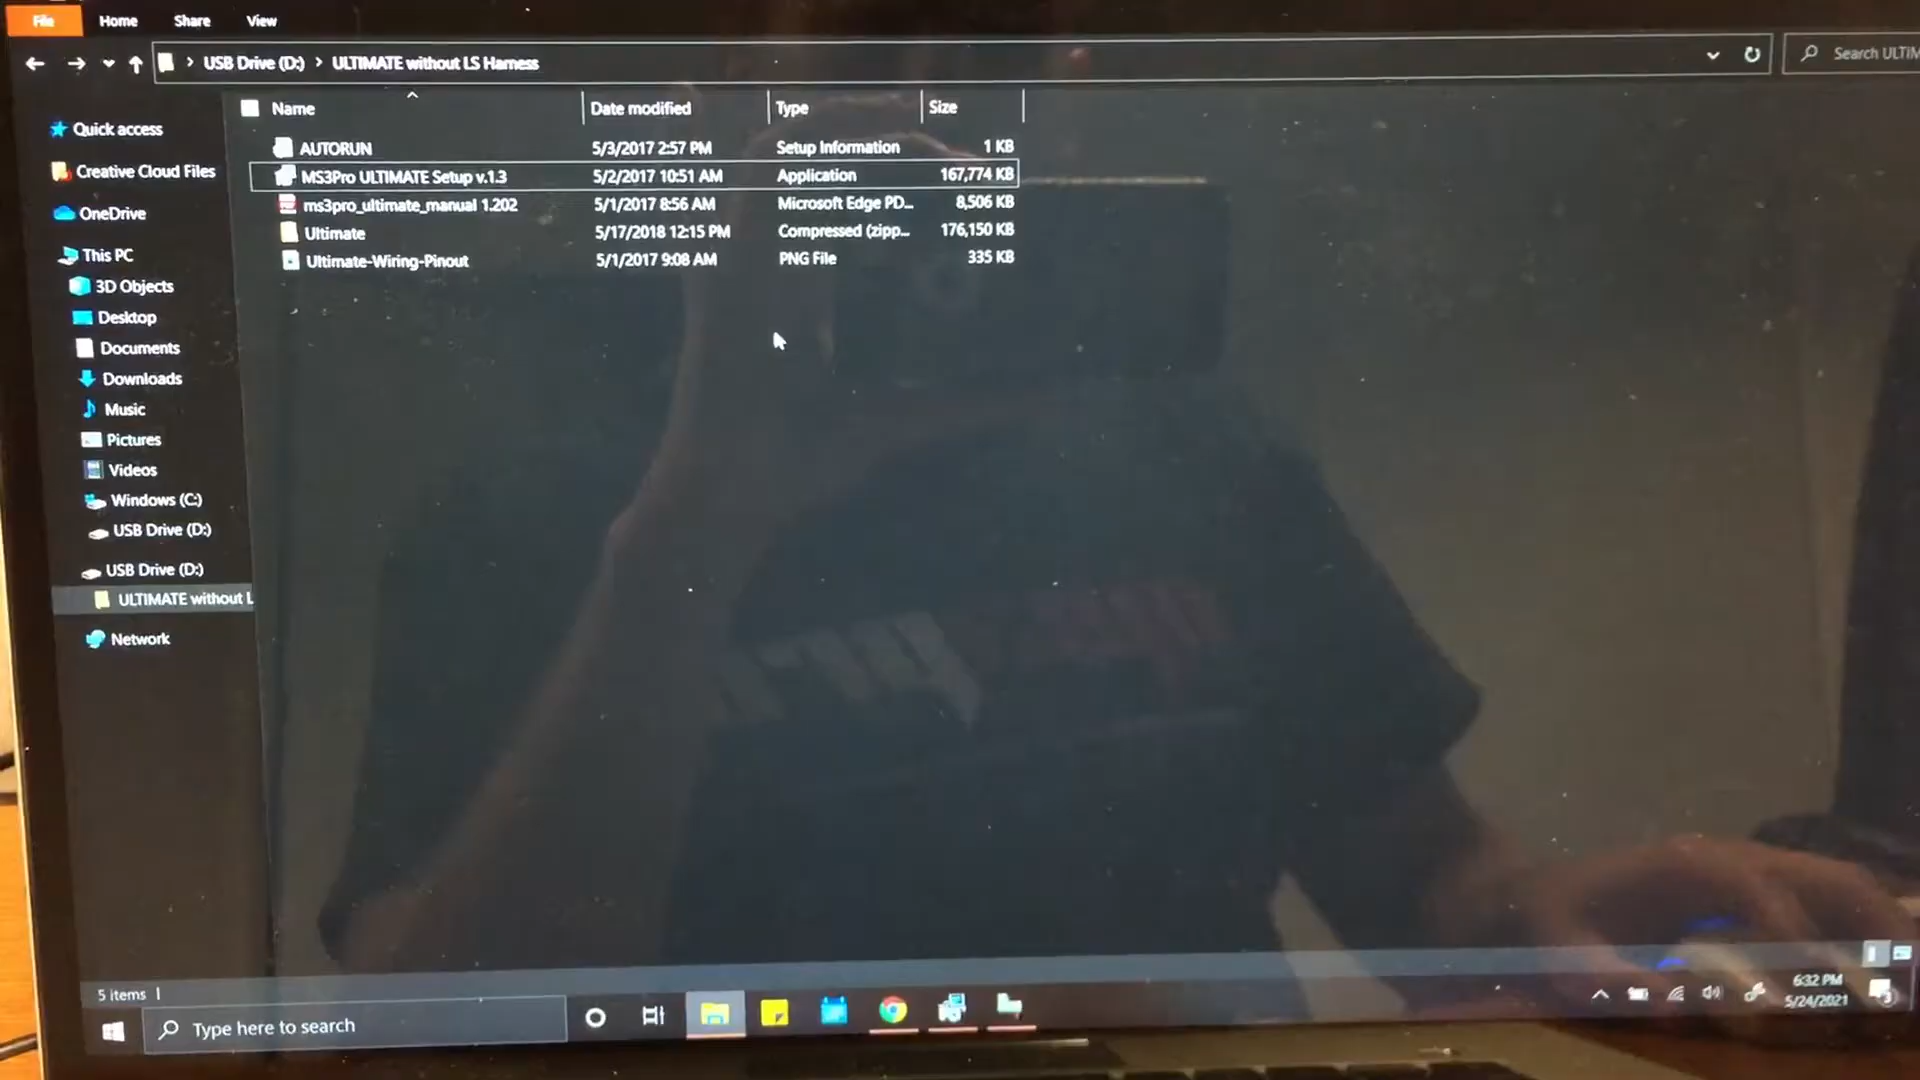 File Home Share View
USB Drive (D:) > ULTIMATE without LS Harness
Search ULTIM
Name Date modified Type Size
AUTORUN 5/3/2017 2:57 PM Setup Information 1 KB
MS3Pro ULTIMATE Setup v.1.3 5/2/2017 10:51 AM Application 167,774 KB
ms3pro_ultimate_manual 1.202 5/1/2017 8:56 AM Microsoft Edge PD... 8,506 KB
Ultimate 5/17/2018 12:15 PM Compressed (zipp... 176,150 KB
Ultimate-Wiring-Pinout 5/1/2017 9:08 AM PNG File 335 KB
Quick access
Creative Cloud Files
OneDrive
This PC
3D Objects
Desktop
Documents
Downloads
Music
Pictures
Videos
Windows (C:)
USB Drive (D:)
USB Drive (D:)
ULTIMATE without L
Network
5 items
Type here to search
6:32 PM
5/24/2021
3